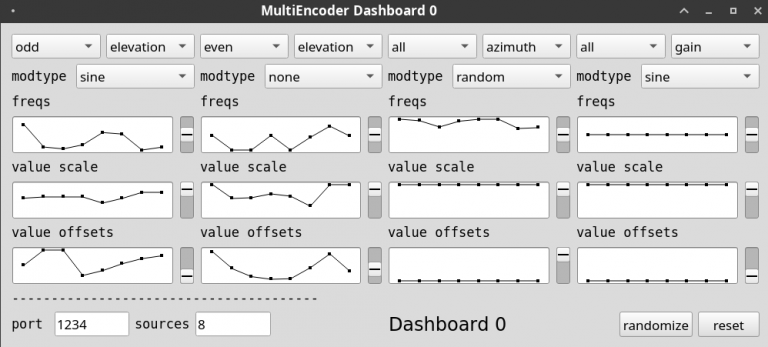 MultiEncoder Dashboard 0
odd elevation even elevation all azimuth all gain
modtype sine modtype none modtype random modtype sine
freqs freqs freqs freqs
value scale value scale value scale value scale
value offsets value offsets value offsets value offsets
----------------------------------------
port 1234 sources 8 Dashboard 0 randomize reset